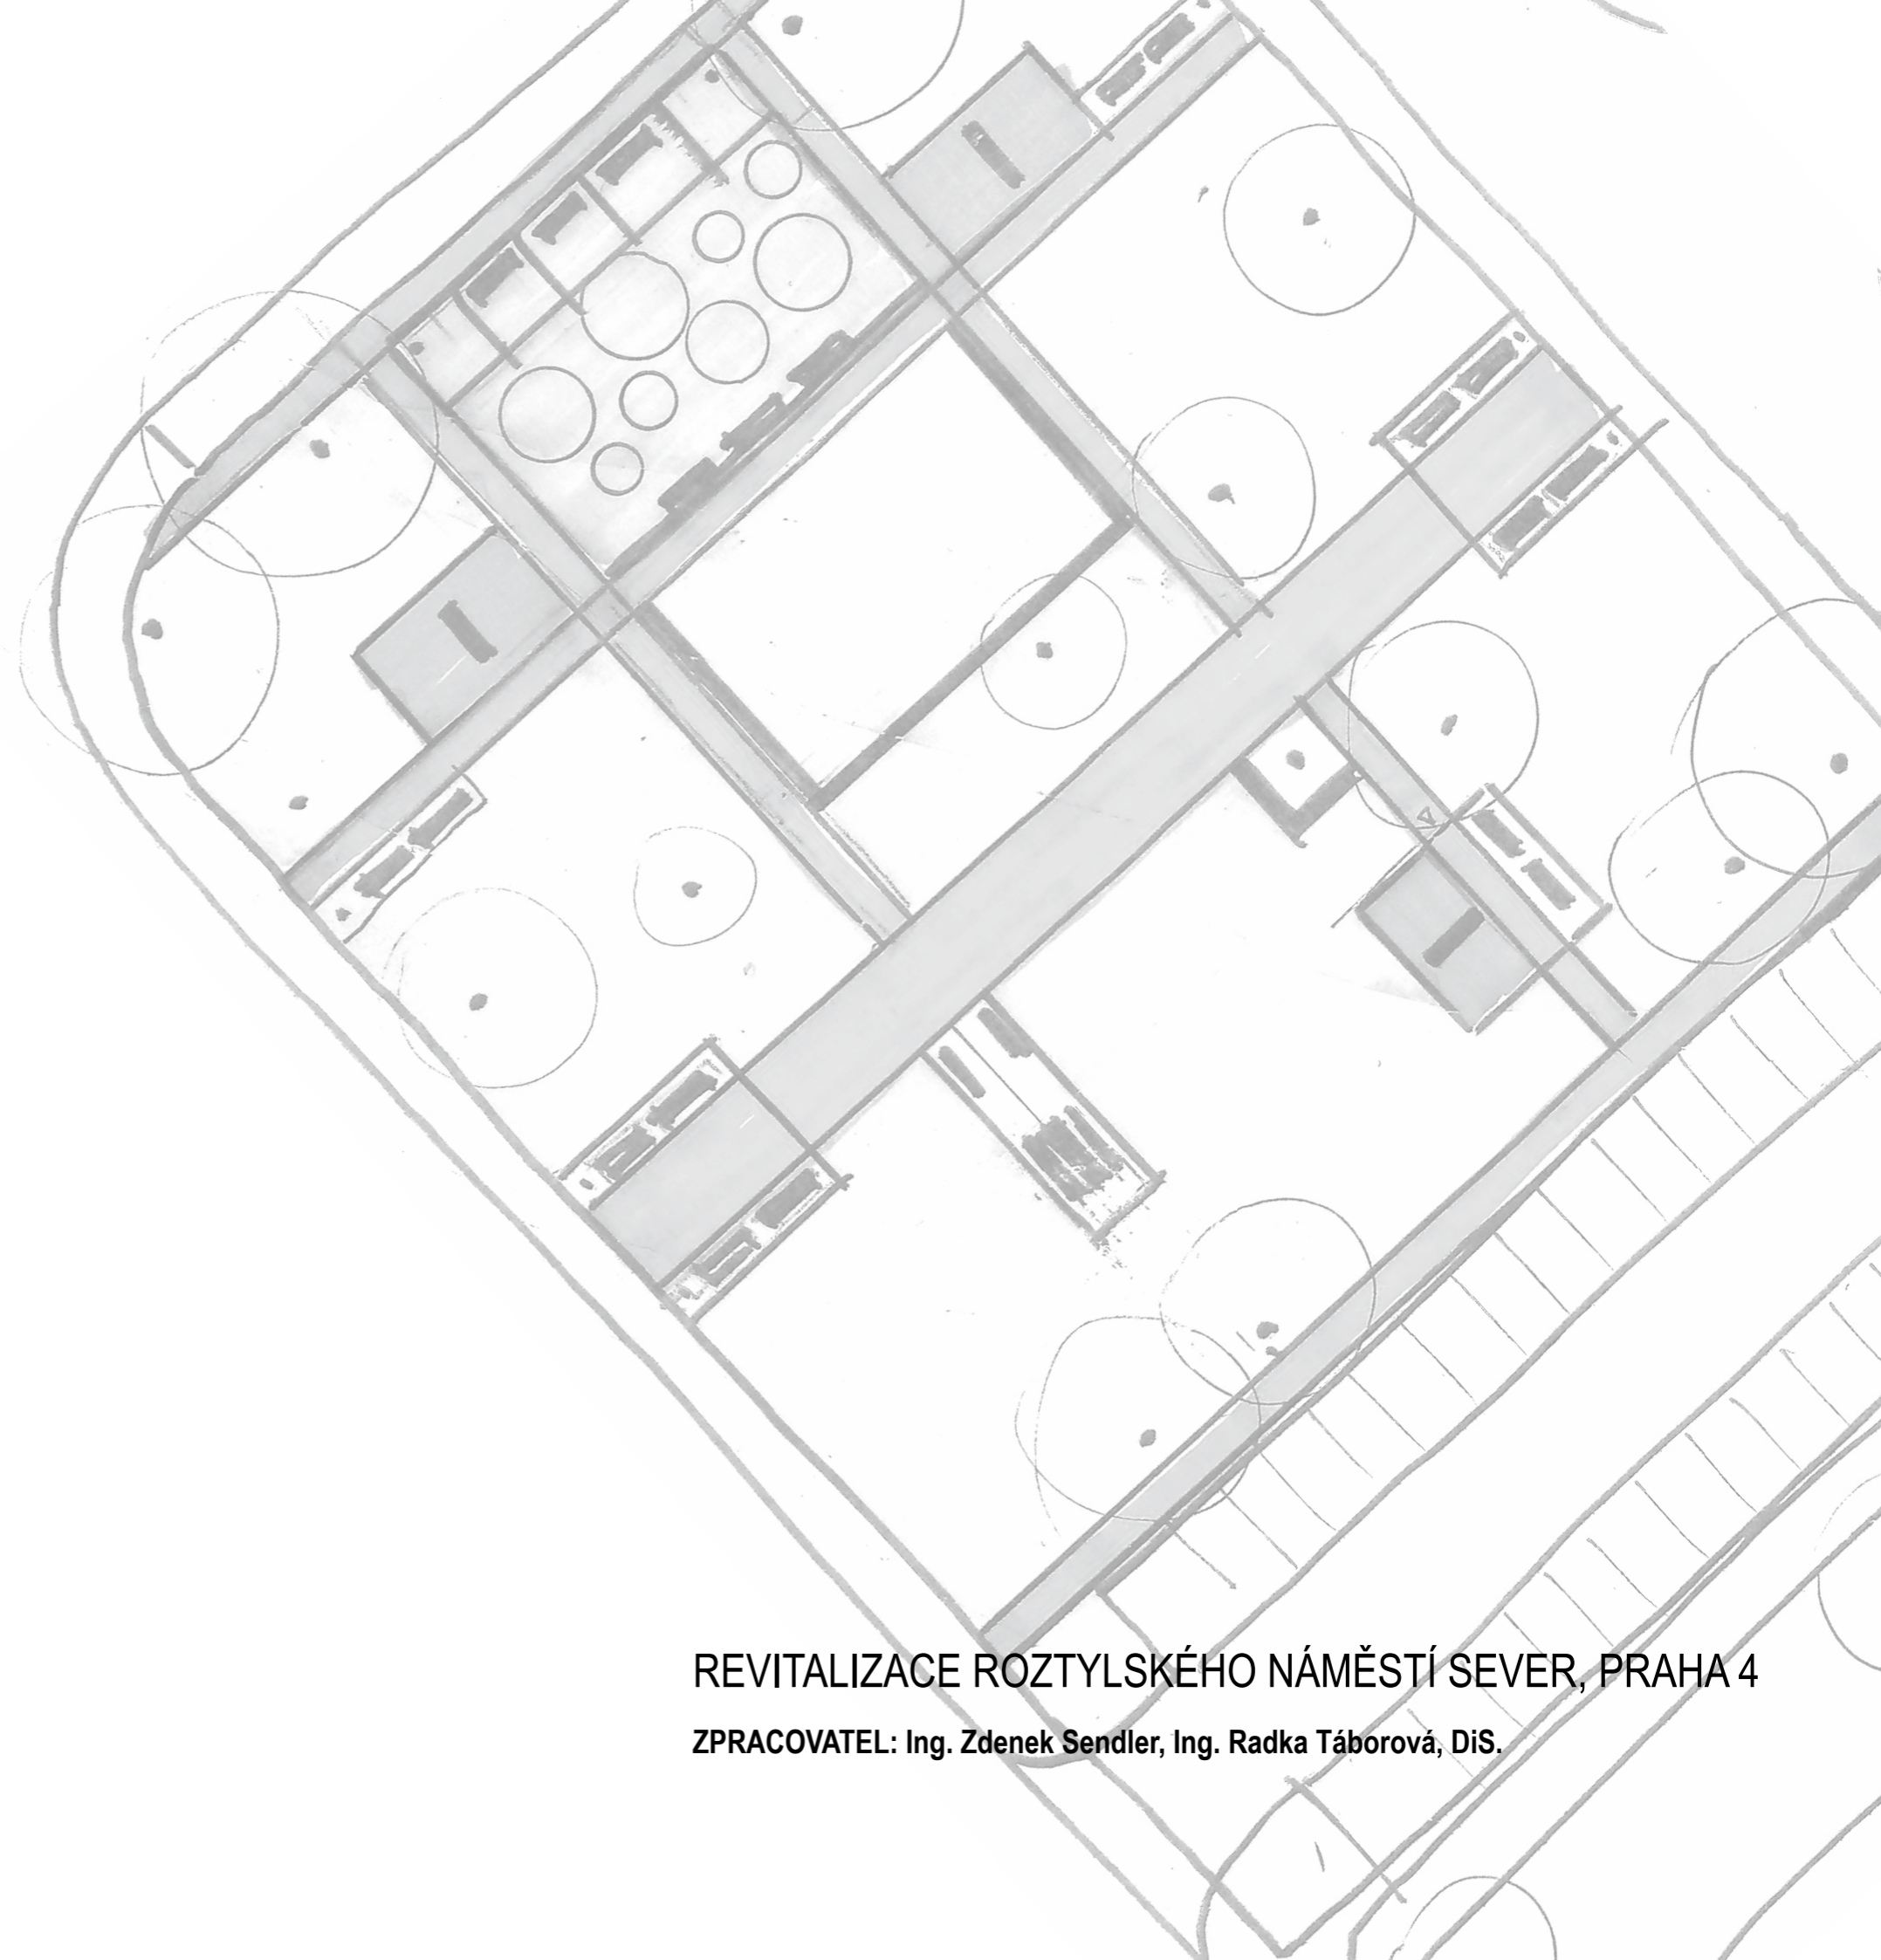 REVITALIZACE ROZTYLSKÉHO NÁMĚSTÍ SEVER, PRAHA 4
ZPRACOVATEL: Ing. Zdenek Sendler, Ing. Radka Táborová, DiS.